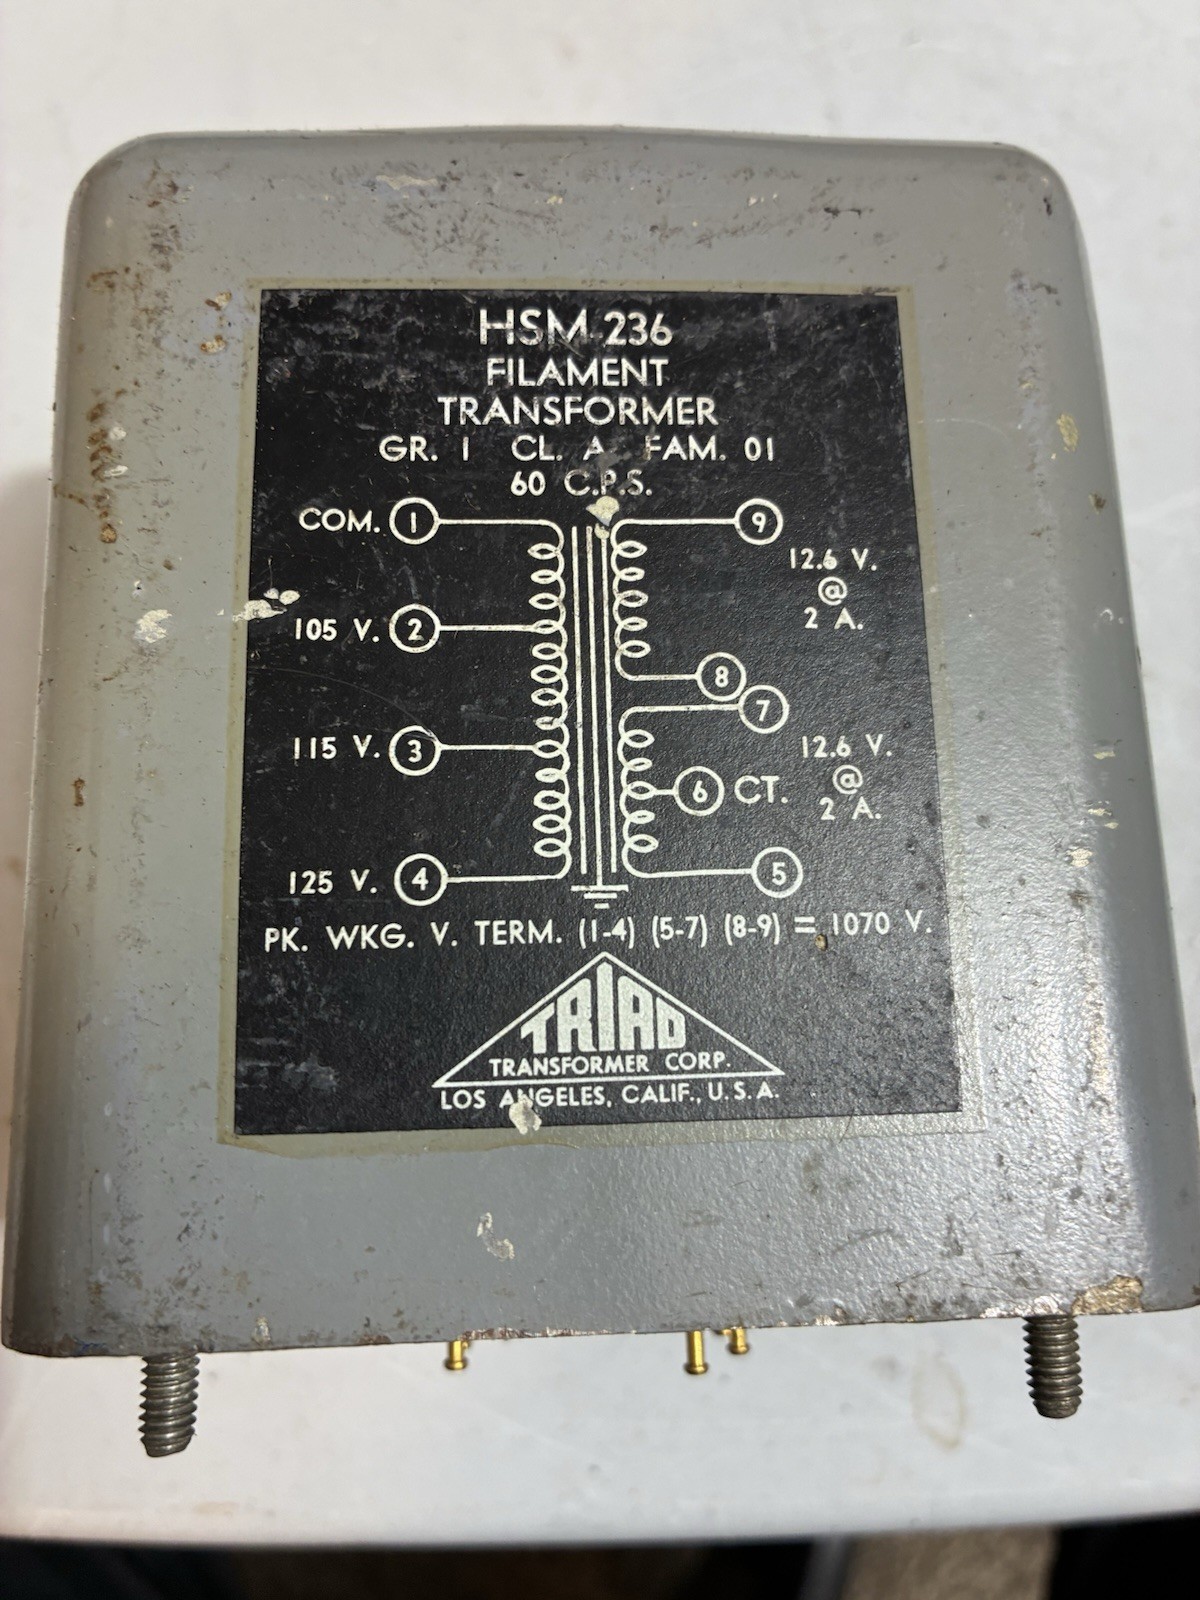 HSM-236
FILAMENT
TRANSFORMER
GR. 1 CL. A FAM. 01
60 C.P.S.
COM. 1
9
12.6 V.
@
2 A.
105 V. 2
8
7
115 V. 3
12.6 V.
@
2 A.
6 CT.
125 V. 4
5
PK. WKG. V. TERM. (1-4) (5-7) (8-9) = 1070 V.
TRIAD
TRANSFORMER CORP.
LOS ANGELES, CALIF., U.S.A.